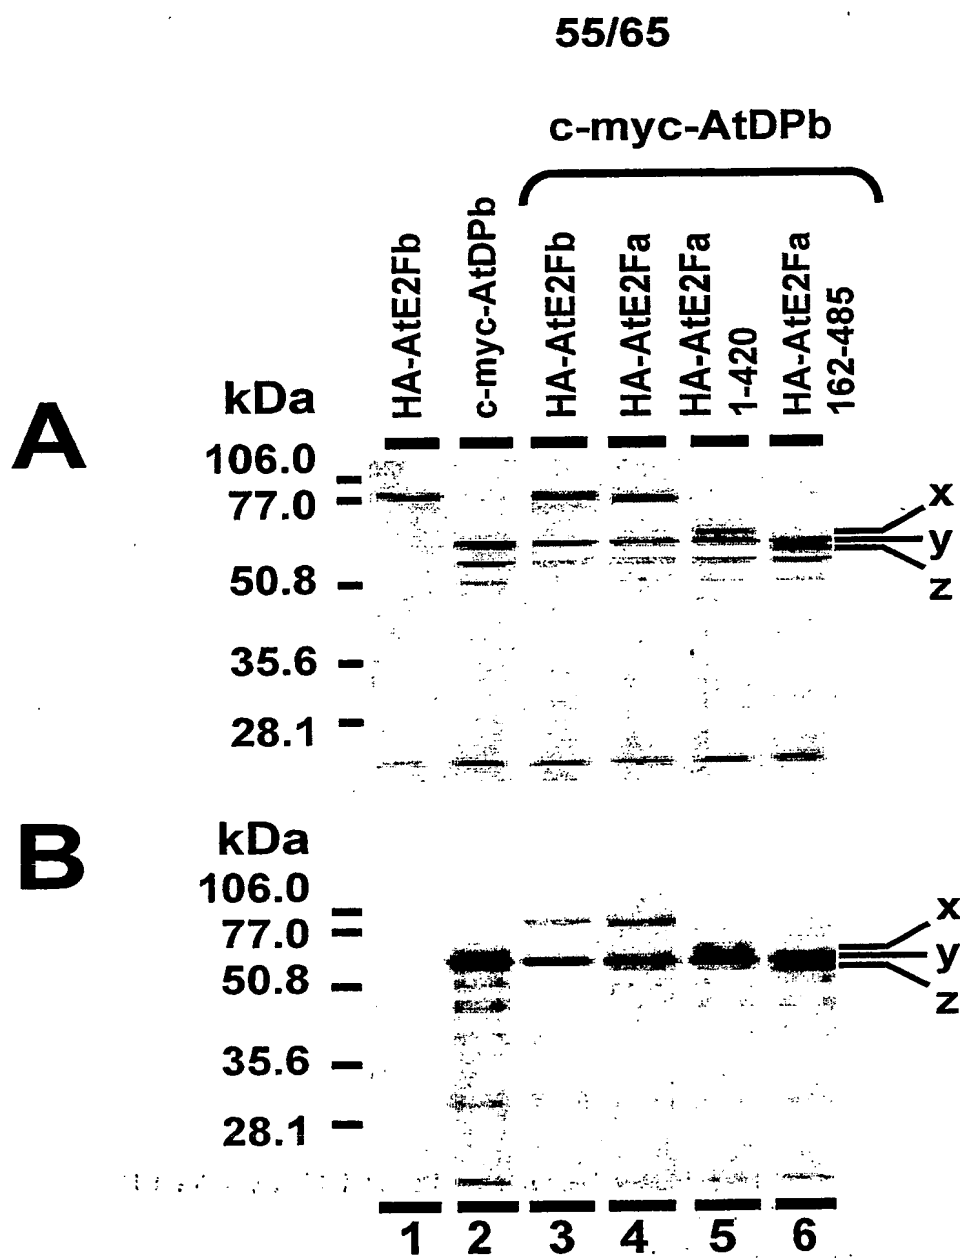 55/65
c-myc-AtDPb
HA-AtE2Fb
c-myc-AtDPb
HA-AtE2Fb
HA-AtE2Fa
HA-AtE2Fa
1-420
HA-AtE2Fa
162-485
A
kDa
106.0
77.0
50.8
35.6
28.1
x
y
z
B
kDa
106.0
77.0
50.8
35.6
28.1
x
y
z
1 2 3 4 5 6